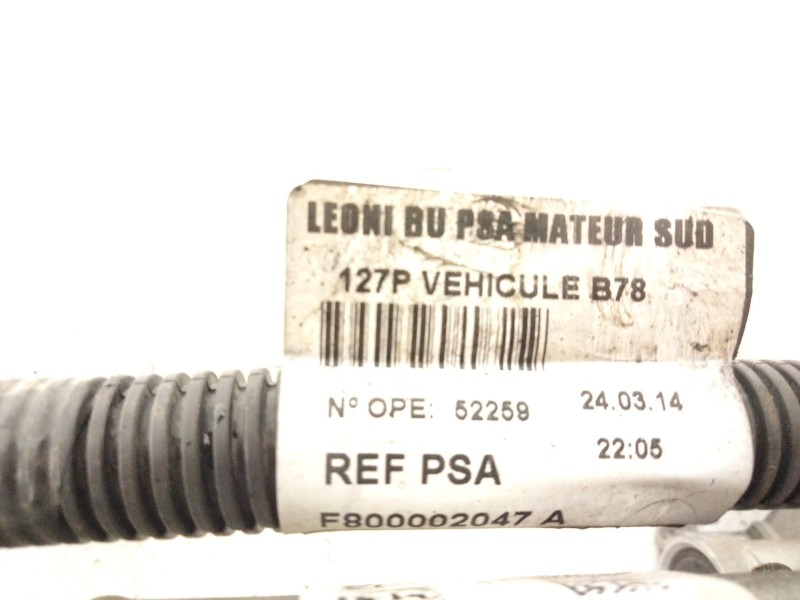 LEONI BU PSA MATEUR SUD
127P VEHICULE B78
N° OPE: 52259 24.03.14
22:05
REF PSA
F800002047 A